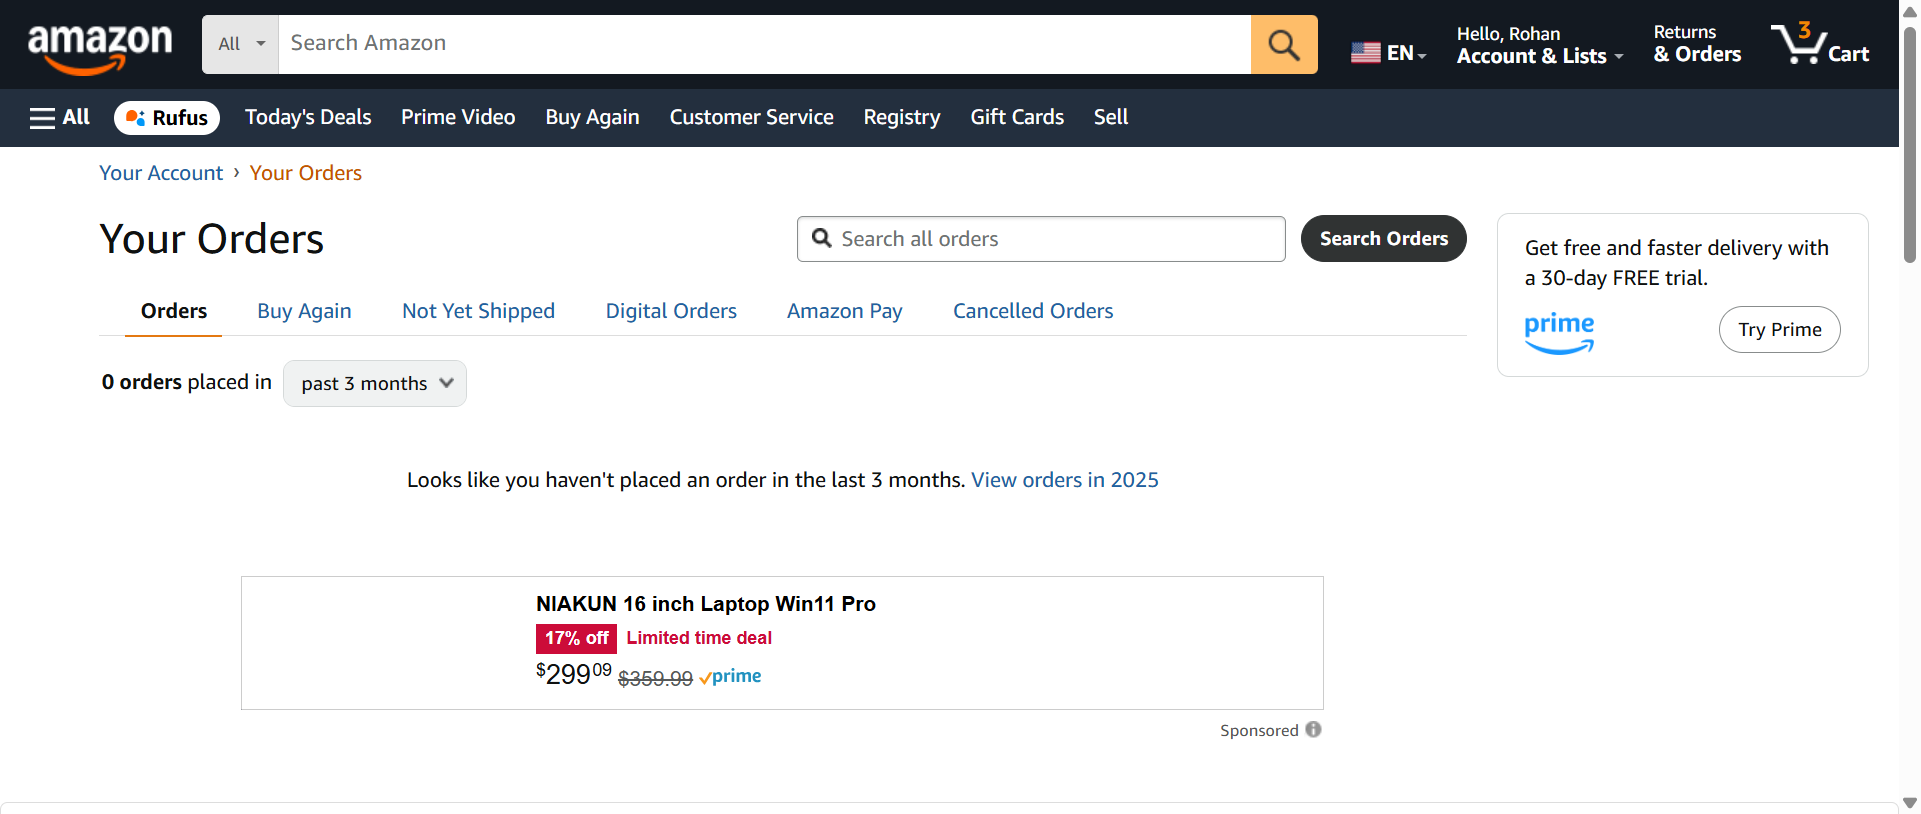 amazon
All
Search Amazon
EN
Hello, Rohan
Account & Lists
Returns
& Orders
3
Cart
All
Rufus
Today's Deals
Prime Video
Buy Again
Customer Service
Registry
Gift Cards
Sell
Your Account › Your Orders
Your Orders
Search all orders
Search Orders
Get free and faster delivery with
a 30-day FREE trial.
prime
Try Prime
Orders
Buy Again
Not Yet Shipped
Digital Orders
Amazon Pay
Cancelled Orders
0 orders placed in
past 3 months
Looks like you haven't placed an order in the last 3 months. View orders in 2025
NIAKUN 16 inch Laptop Win11 Pro
17% off Limited time deal
$299.09 $359.99 prime
Sponsored